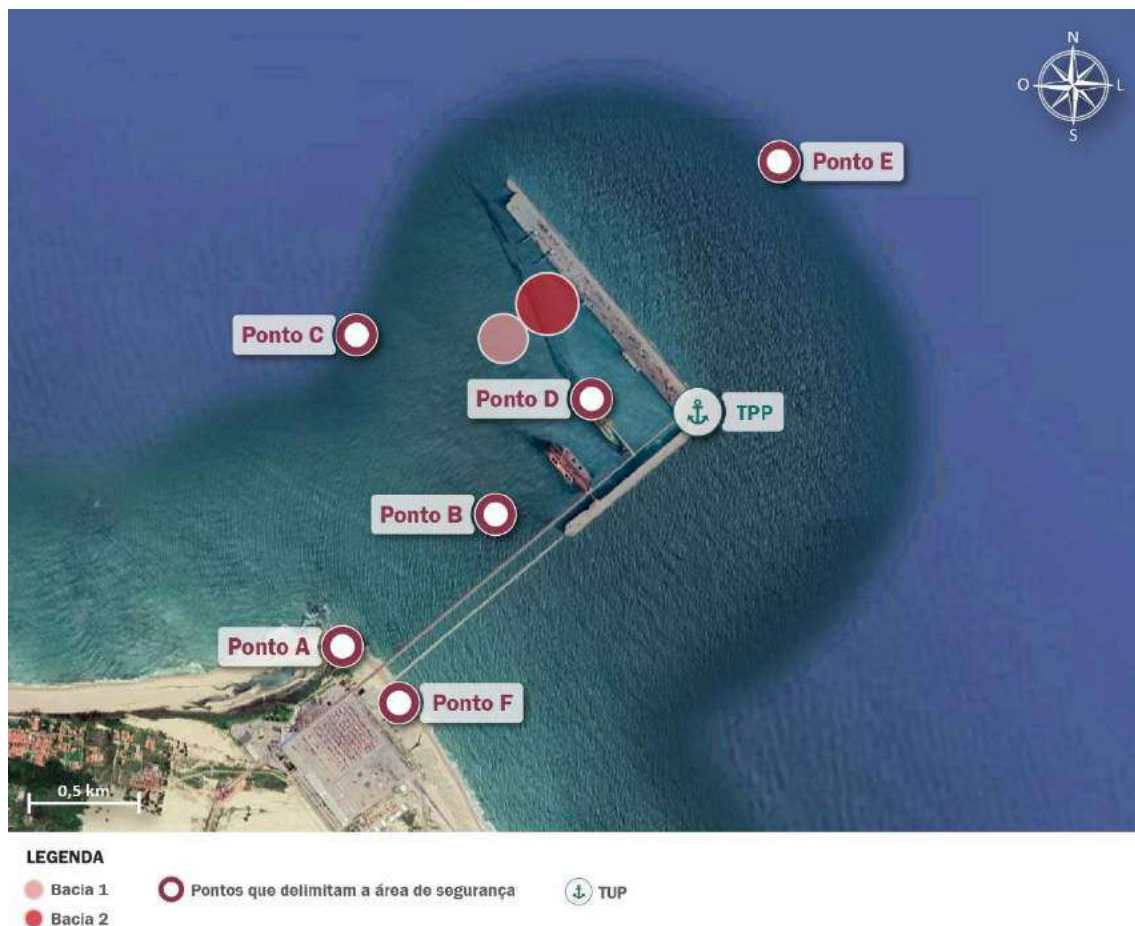 N
O
L
S
Ponto E
Ponto C
Ponto D
TPP
Ponto B
Ponto A
Ponto F
0,5 km
LEGENDA
Bacia 1
Pontos que delimitam a área de segurança
TUP
Bacia 2